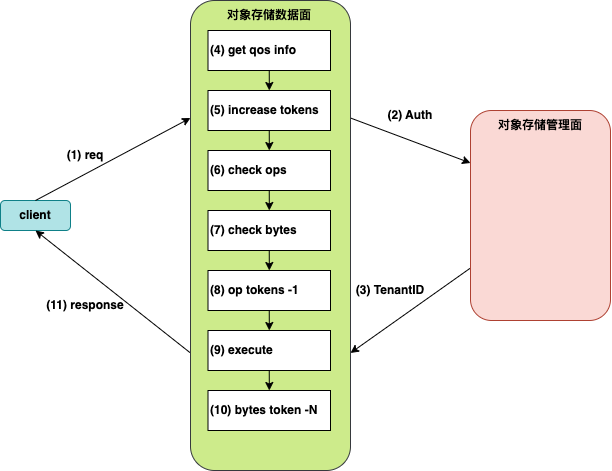 对象存储数据面
(4) get qos info
(5) increase tokens
(2) Auth
对象存储管理面
(1) req
(6) check ops
client
(7) check bytes
(8) op tokens -1
(3) TenantID
(11) response
(9) execute
(10) bytes token -N